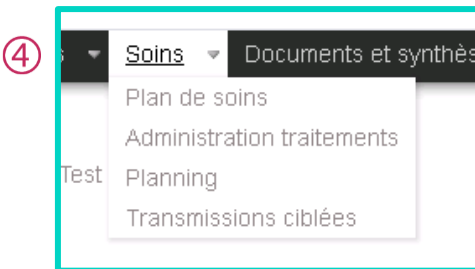 ④ s Soins Documents et synthès
Plan de soins
Administration traitements
Test Planning
Transmissions ciblées